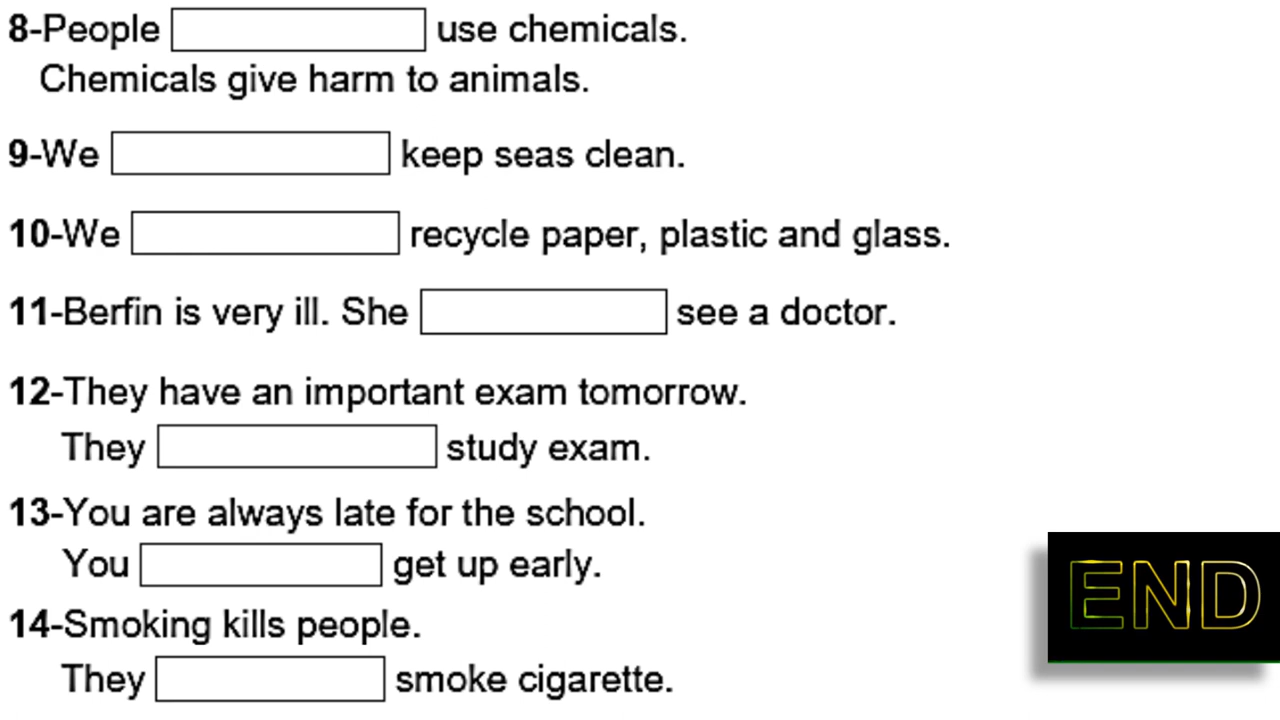 8-People use chemicals.
Chemicals give harm to animals.
9-We keep seas clean.
10-We recycle paper, plastic and glass.
11-Berfin is very ill. She see a doctor.
12-They have an important exam tomorrow.
They study exam.
13-You are always late for the school.
You get up early.
14-Smoking kills people.
They smoke cigarette.
END